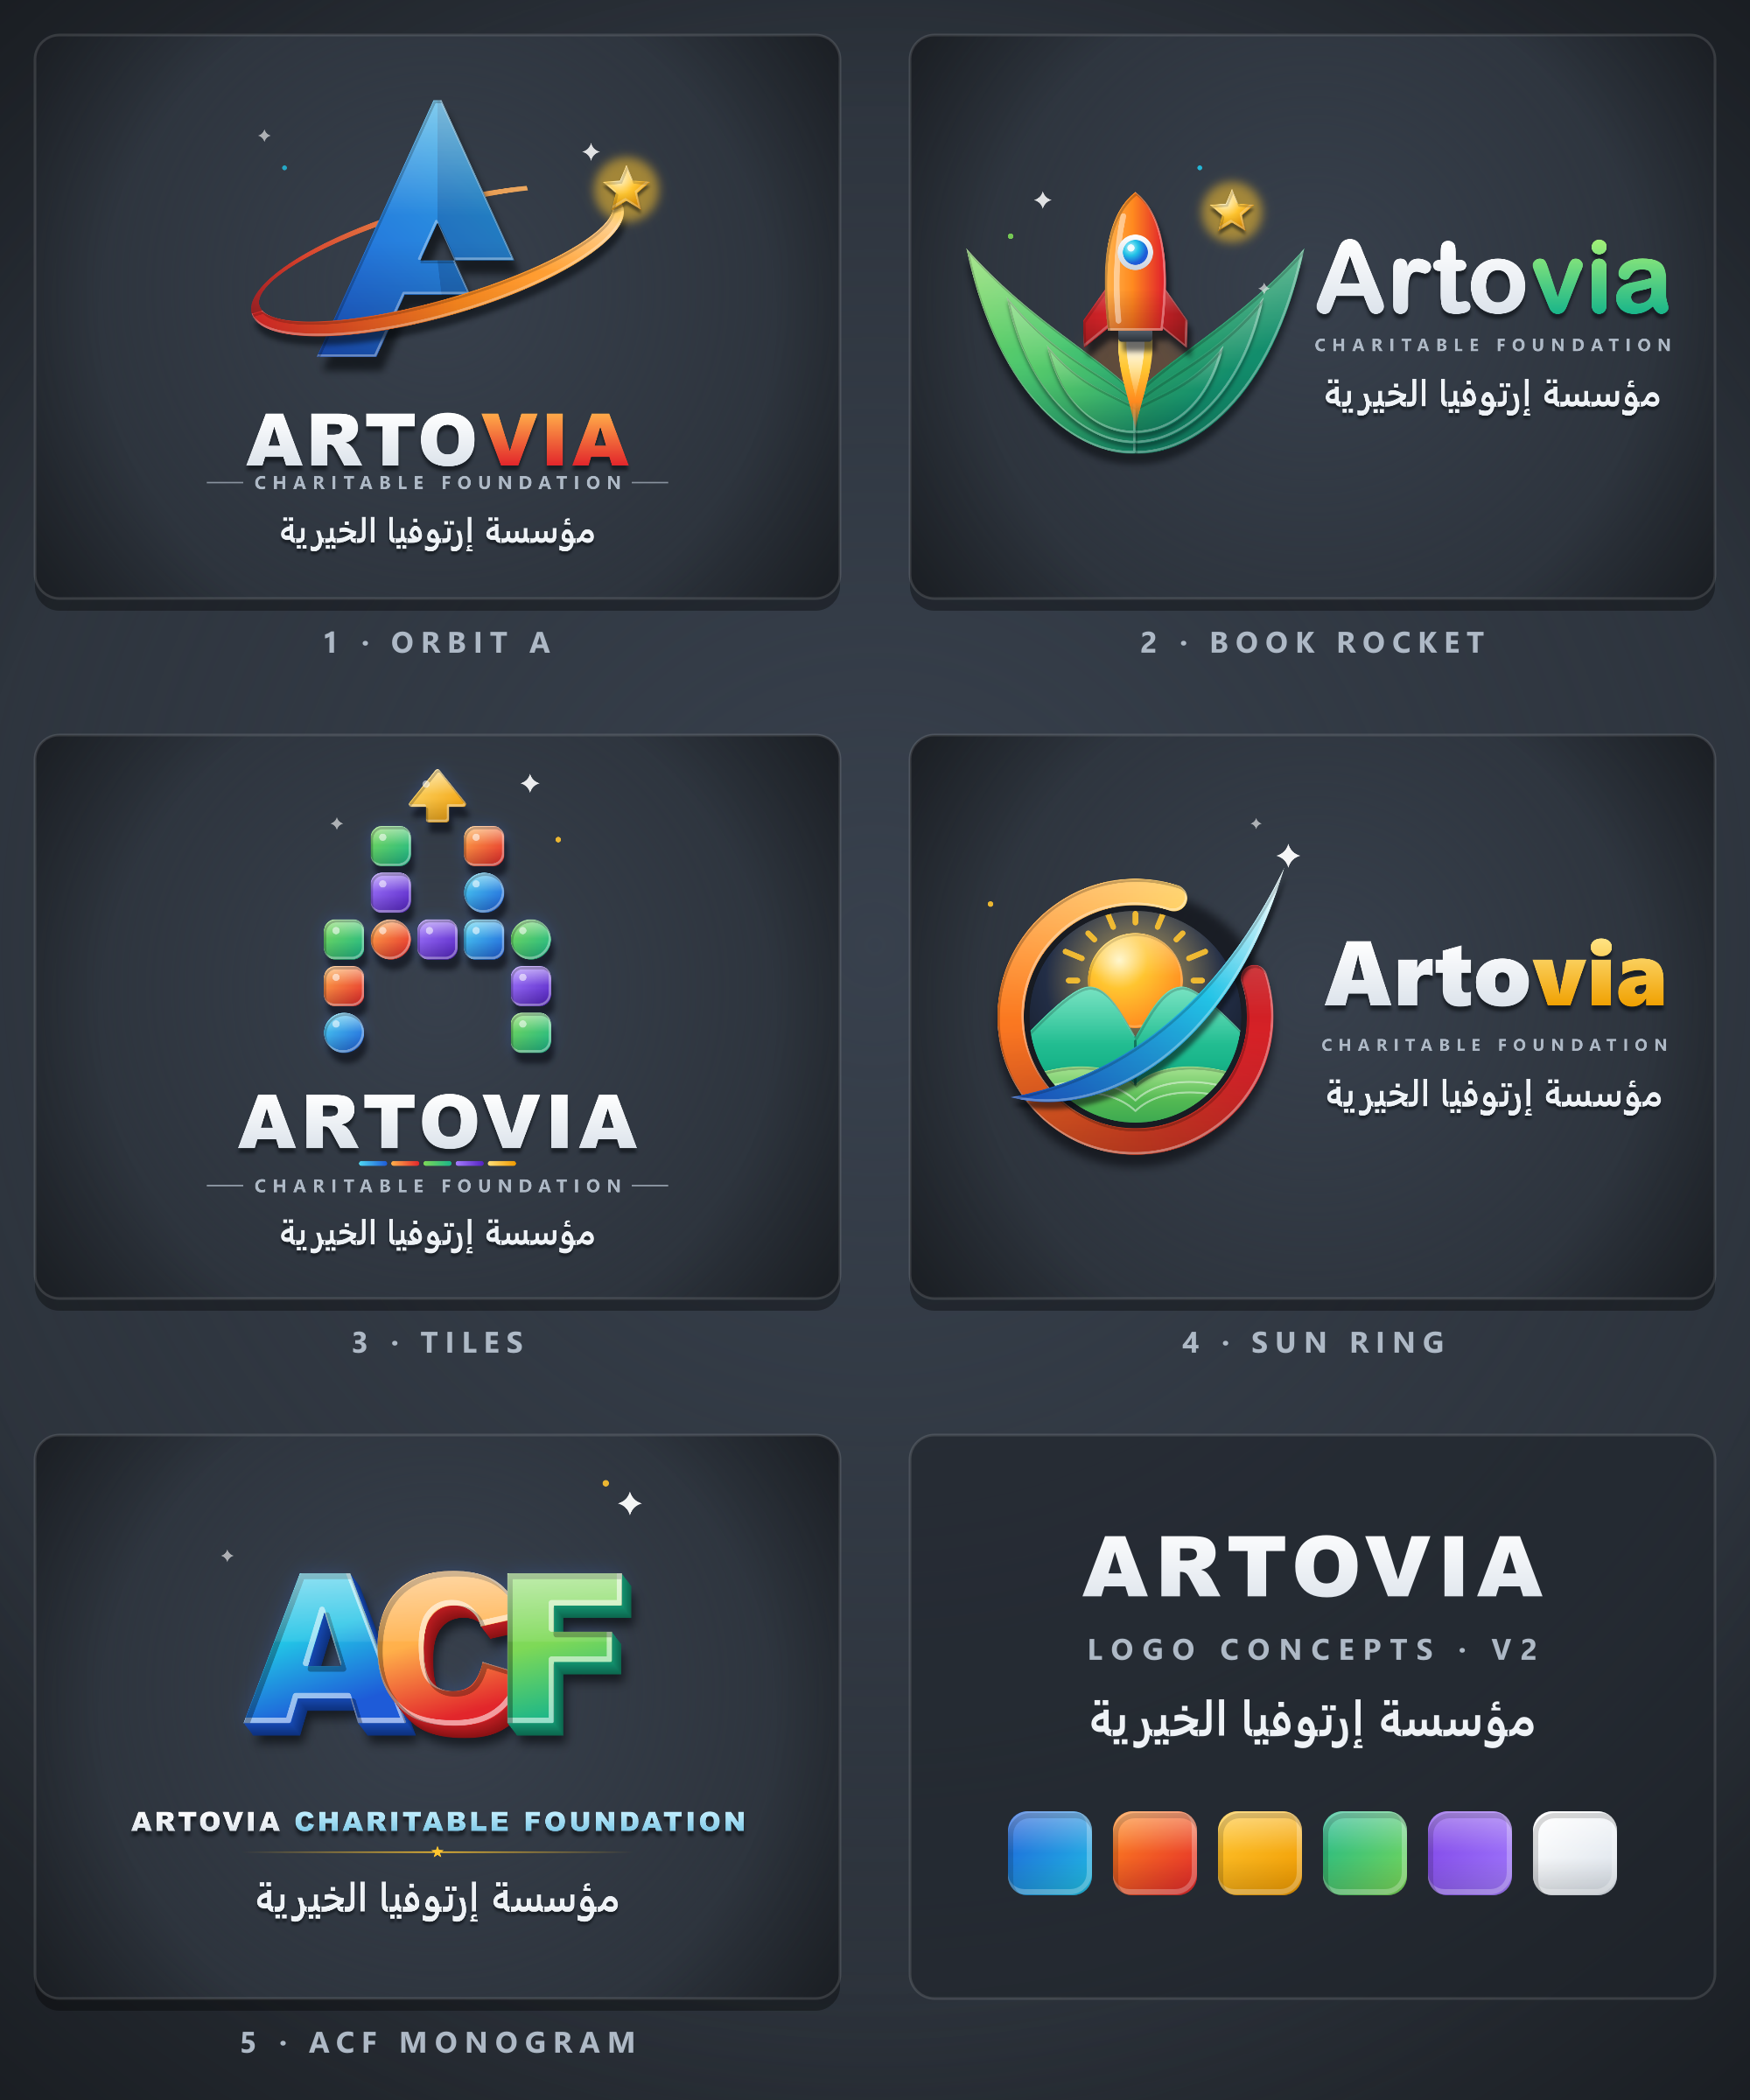 ARTOVIA
CHARITABLE FOUNDATION
مؤسسة إرتوفيا الخيرية
1 · ORBIT A
Artovia
CHARITABLE FOUNDATION
مؤسسة إرتوفيا الخيرية
2 · BOOK ROCKET
ARTOVIA
CHARITABLE FOUNDATION
مؤسسة إرتوفيا الخيرية
3 · TILES
Artovia
CHARITABLE FOUNDATION
مؤسسة إرتوفيا الخيرية
4 · SUN RING
ACF
ARTOVIA CHARITABLE FOUNDATION
مؤسسة إرتوفيا الخيرية
5 · ACF MONOGRAM
ARTOVIA
LOGO CONCEPTS · V2
مؤسسة إرتوفيا الخيرية